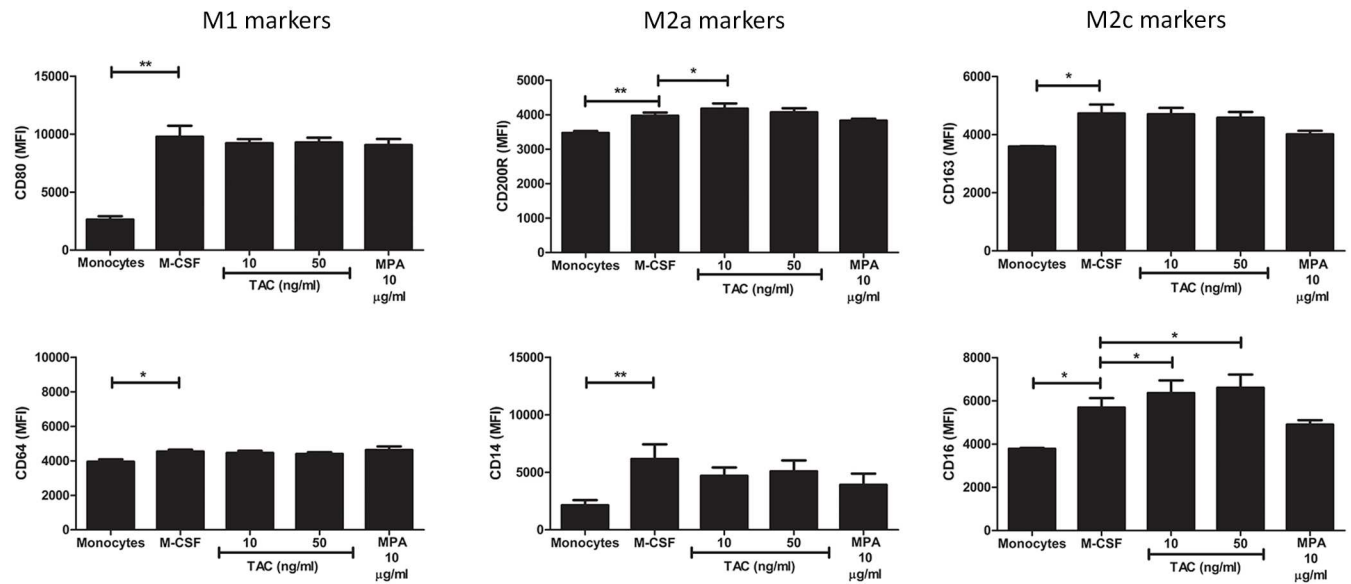 M1 markers
M2a markers
M2c markers
**
15000
10000
5000
0
CD80 (MFI)
Monocytes
M-CSF
10
50
MPA
10
µg/ml
TAC (ng/ml)
**
*
5000
4000
3000
2000
1000
0
CD200R (MFI)
Monocytes
M-CSF
10
50
MPA
10
µg/ml
TAC (ng/ml)
*
6000
4000
2000
0
CD163 (MFI)
Monocytes
M-CSF
10
50
MPA
10
µg/ml
TAC (ng/ml)
*
10000
8000
6000
4000
2000
0
CD64 (MFI)
Monocytes
M-CSF
10
50
MPA
10
µg/ml
TAC (ng/ml)
**
15000
10000
5000
0
CD14 (MFI)
Monocytes
M-CSF
10
50
MPA
10
µg/ml
TAC (ng/ml)
*
*
*
8000
6000
4000
2000
0
CD16 (MFI)
Monocytes
M-CSF
10
50
MPA
10
µg/ml
TAC (ng/ml)